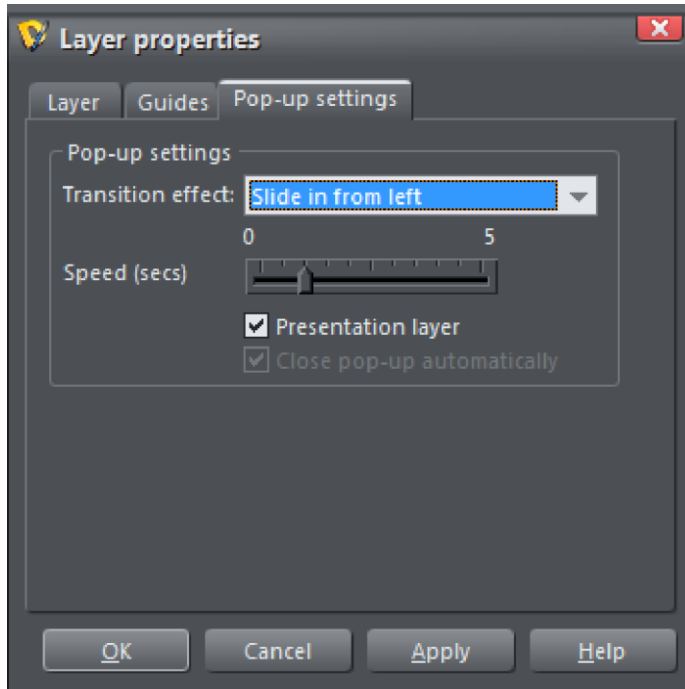 Layer properties
Layer Guides Pop-up settings
Pop-up settings
Transition effect: Slide in from left
0 5
Speed (secs)
Presentation layer
Close pop-up automatically
OK Cancel Apply Help